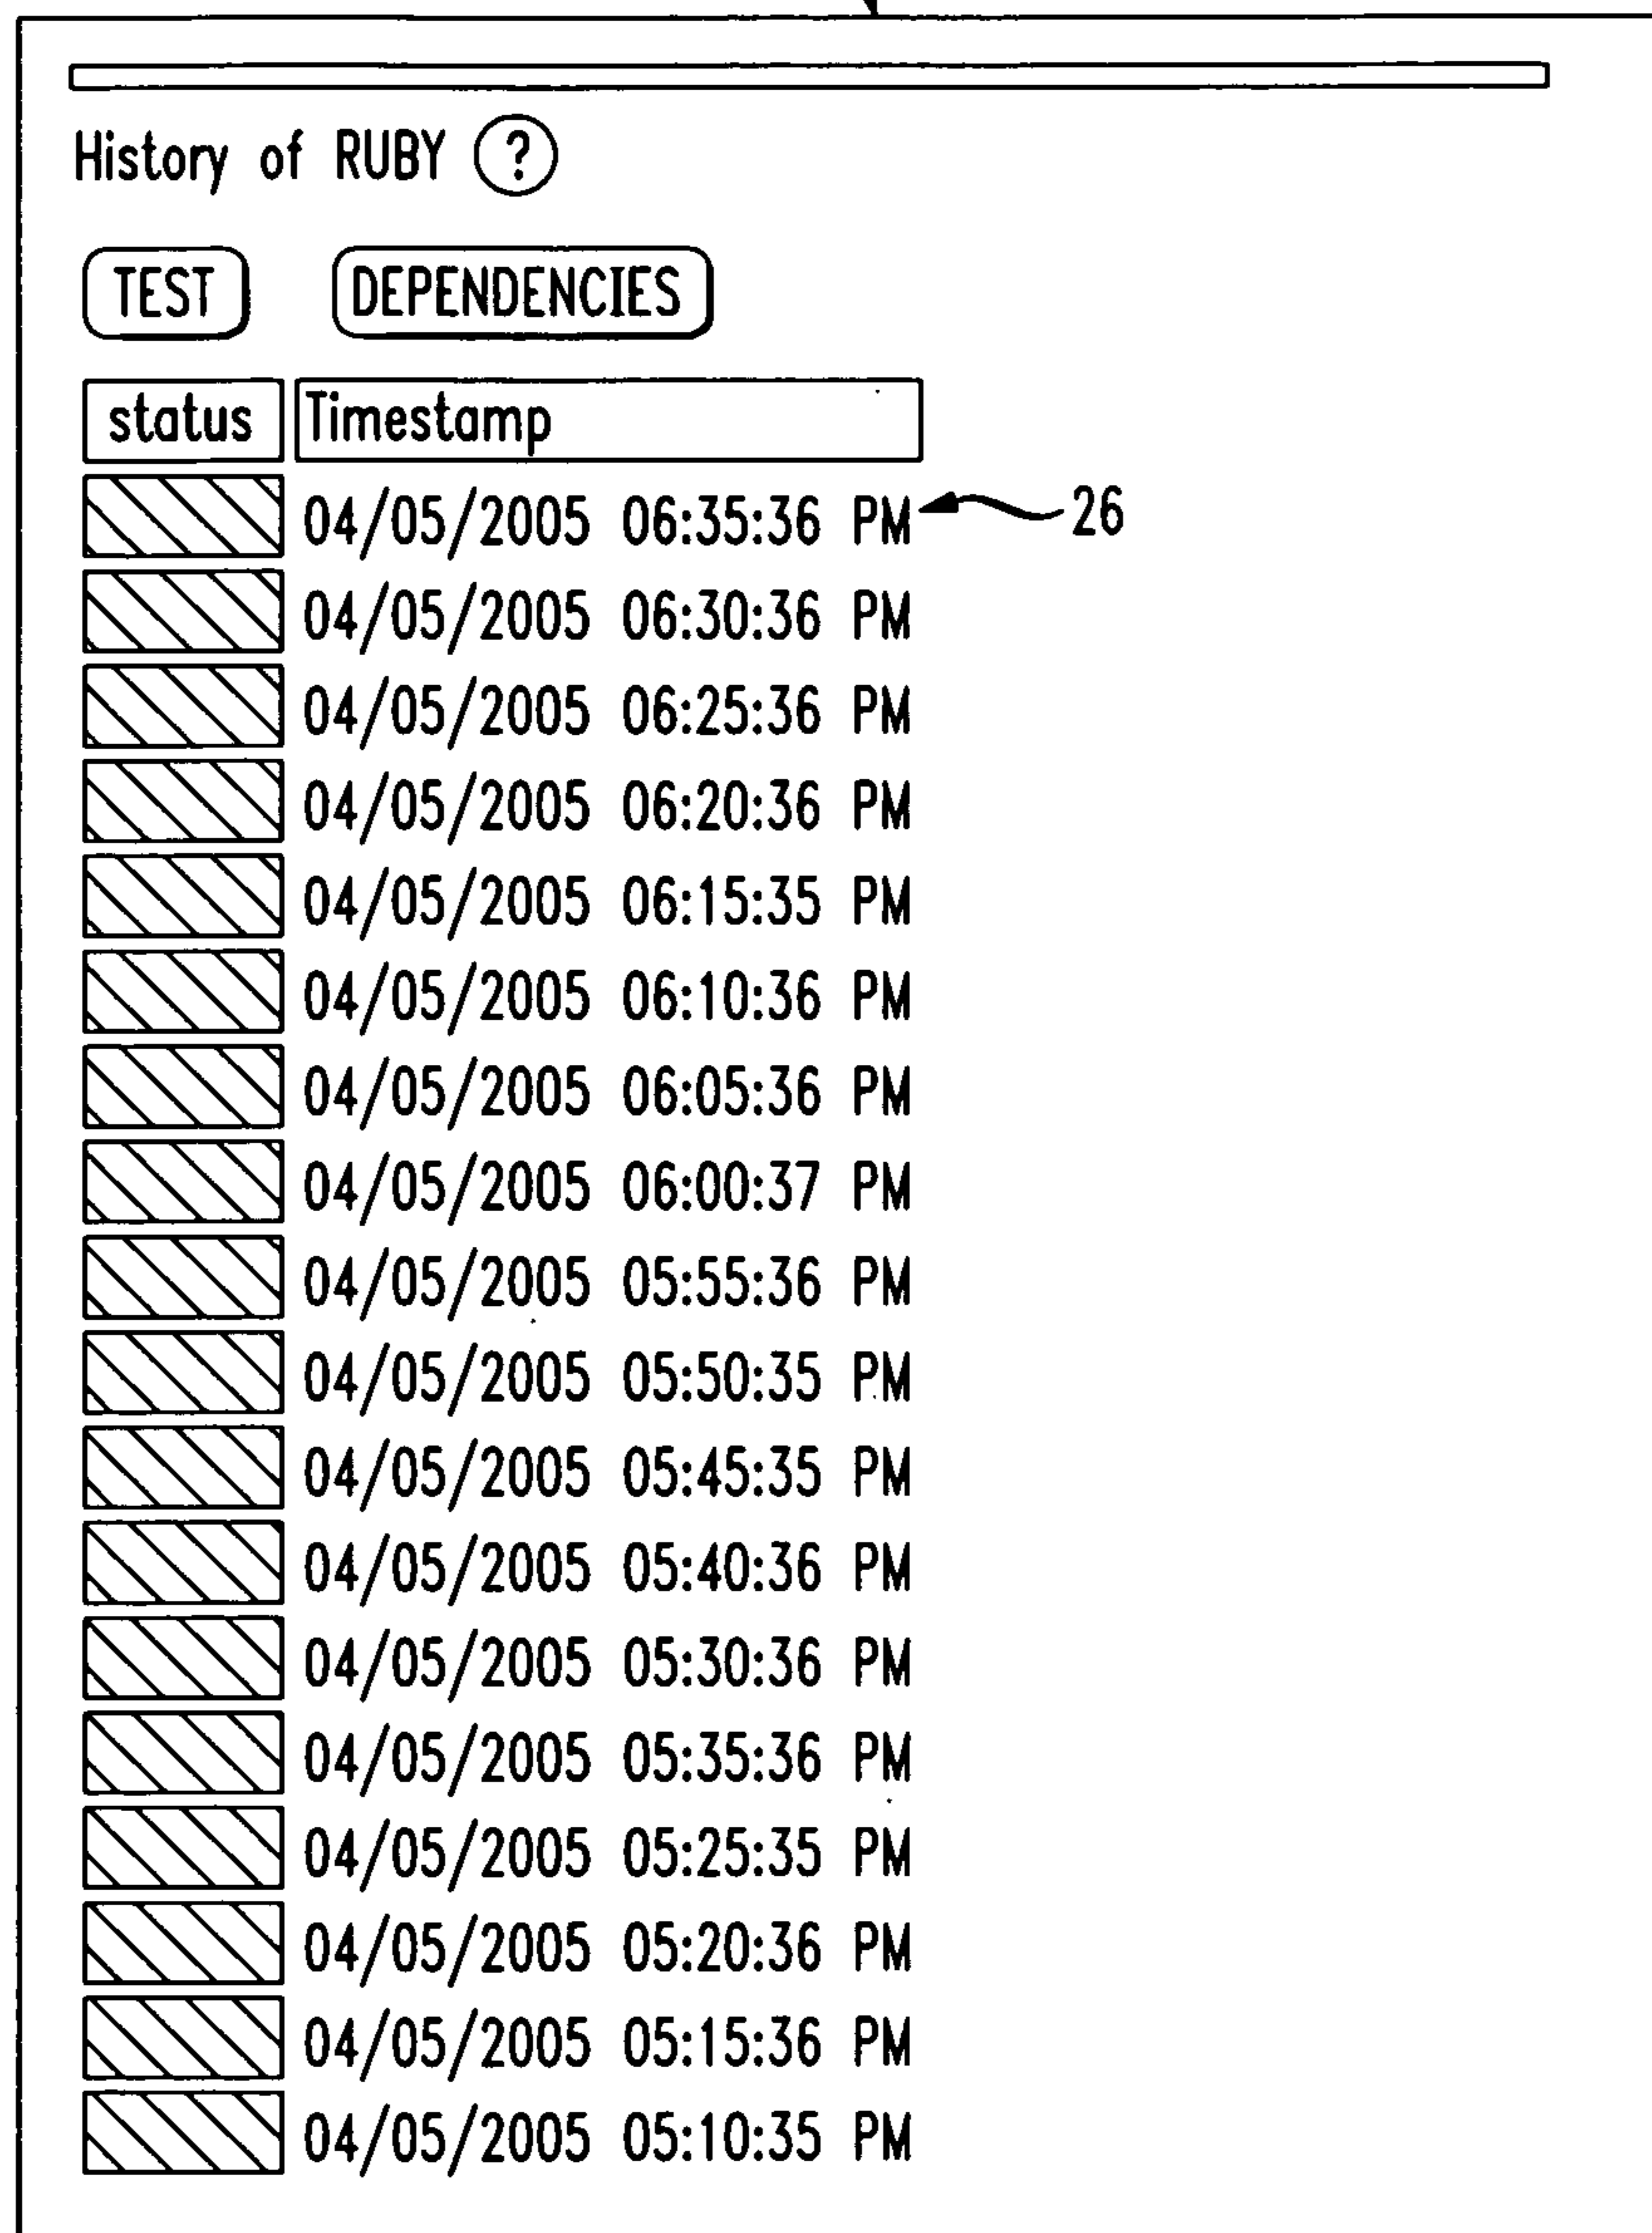 History of RUBY ?
TEST DEPENDENCIES
status Timestamp
04/05/2005 06:35:36 PM 26
04/05/2005 06:30:36 PM
04/05/2005 06:25:36 PM
04/05/2005 06:20:36 PM
04/05/2005 06:15:35 PM
04/05/2005 06:10:36 PM
04/05/2005 06:05:36 PM
04/05/2005 06:00:37 PM
04/05/2005 05:55:36 PM
04/05/2005 05:50:35 PM
04/05/2005 05:45:35 PM
04/05/2005 05:40:36 PM
04/05/2005 05:30:36 PM
04/05/2005 05:35:36 PM
04/05/2005 05:25:35 PM
04/05/2005 05:20:36 PM
04/05/2005 05:15:36 PM
04/05/2005 05:10:35 PM